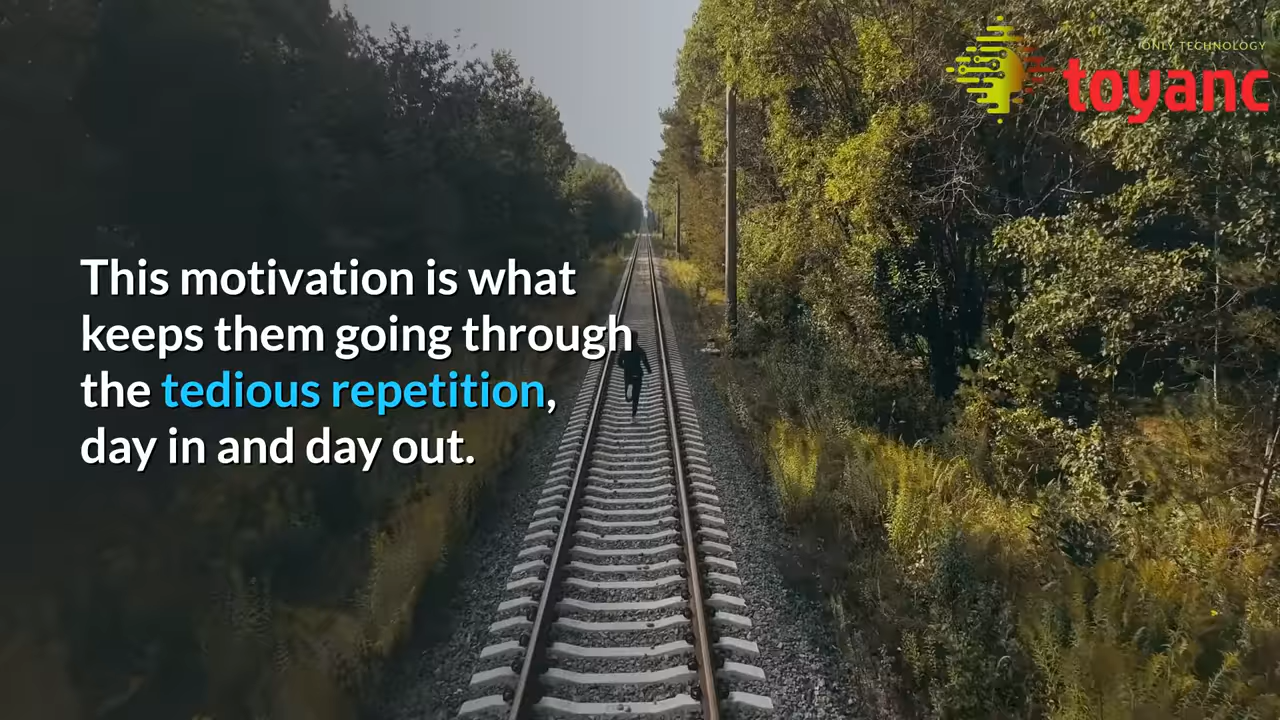 ONLY TECHNOLOGY
toyanc
This motivation is what
keeps them going through
the tedious repetition,
day in and day out.